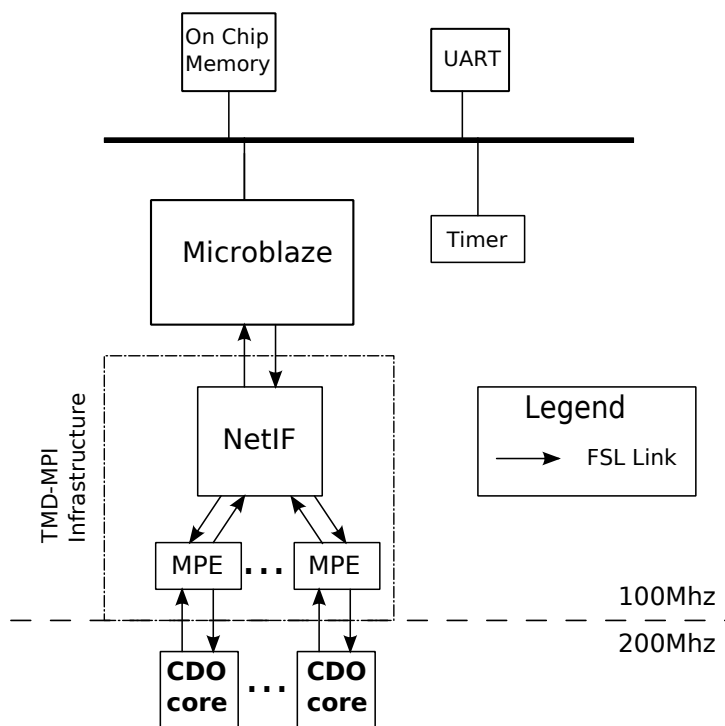 On Chip
Memory
UART
Microblaze
Timer
TMD-MPI
Infrastructure
NetIF
Legend
FSL Link
MPE
...
MPE
100Mhz
200Mhz
CDO
core
...
CDO
core